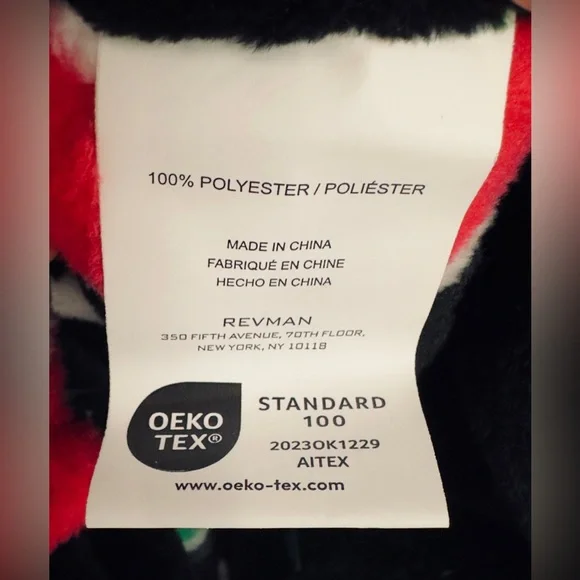 100% POLYESTER / POLIÉSTER
MADE IN CHINA
FABRIQUÉ EN CHINE
HECHO EN CHINA
REVMAN
350 FIFTH AVENUE, 70TH FLOOR,
NEW YORK, NY 10118
OEKO
TEX®
STANDARD
100
2023OK1229
AITEX
www.oeko-tex.com